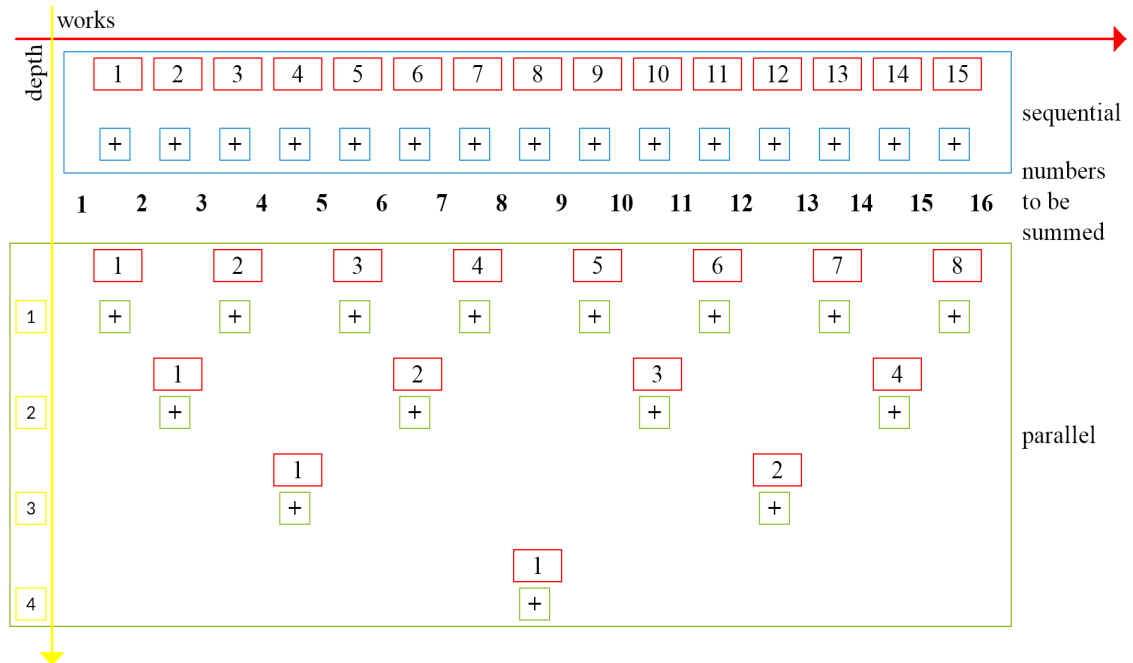 works
depth
1 2 3 4 5 6 7 8 9 10 11 12 13 14 15
sequential
+ + + + + + + + + + + + + + +
numbers
to be
summed
1 2 3 4 5 6 7 8 9 10 11 12 13 14 15 16
1 2 3 4 5 6 7 8
1 + + + + + + + +
1 2 3 4
2 + + + +
parallel
1 2
3 + +
1
4 +